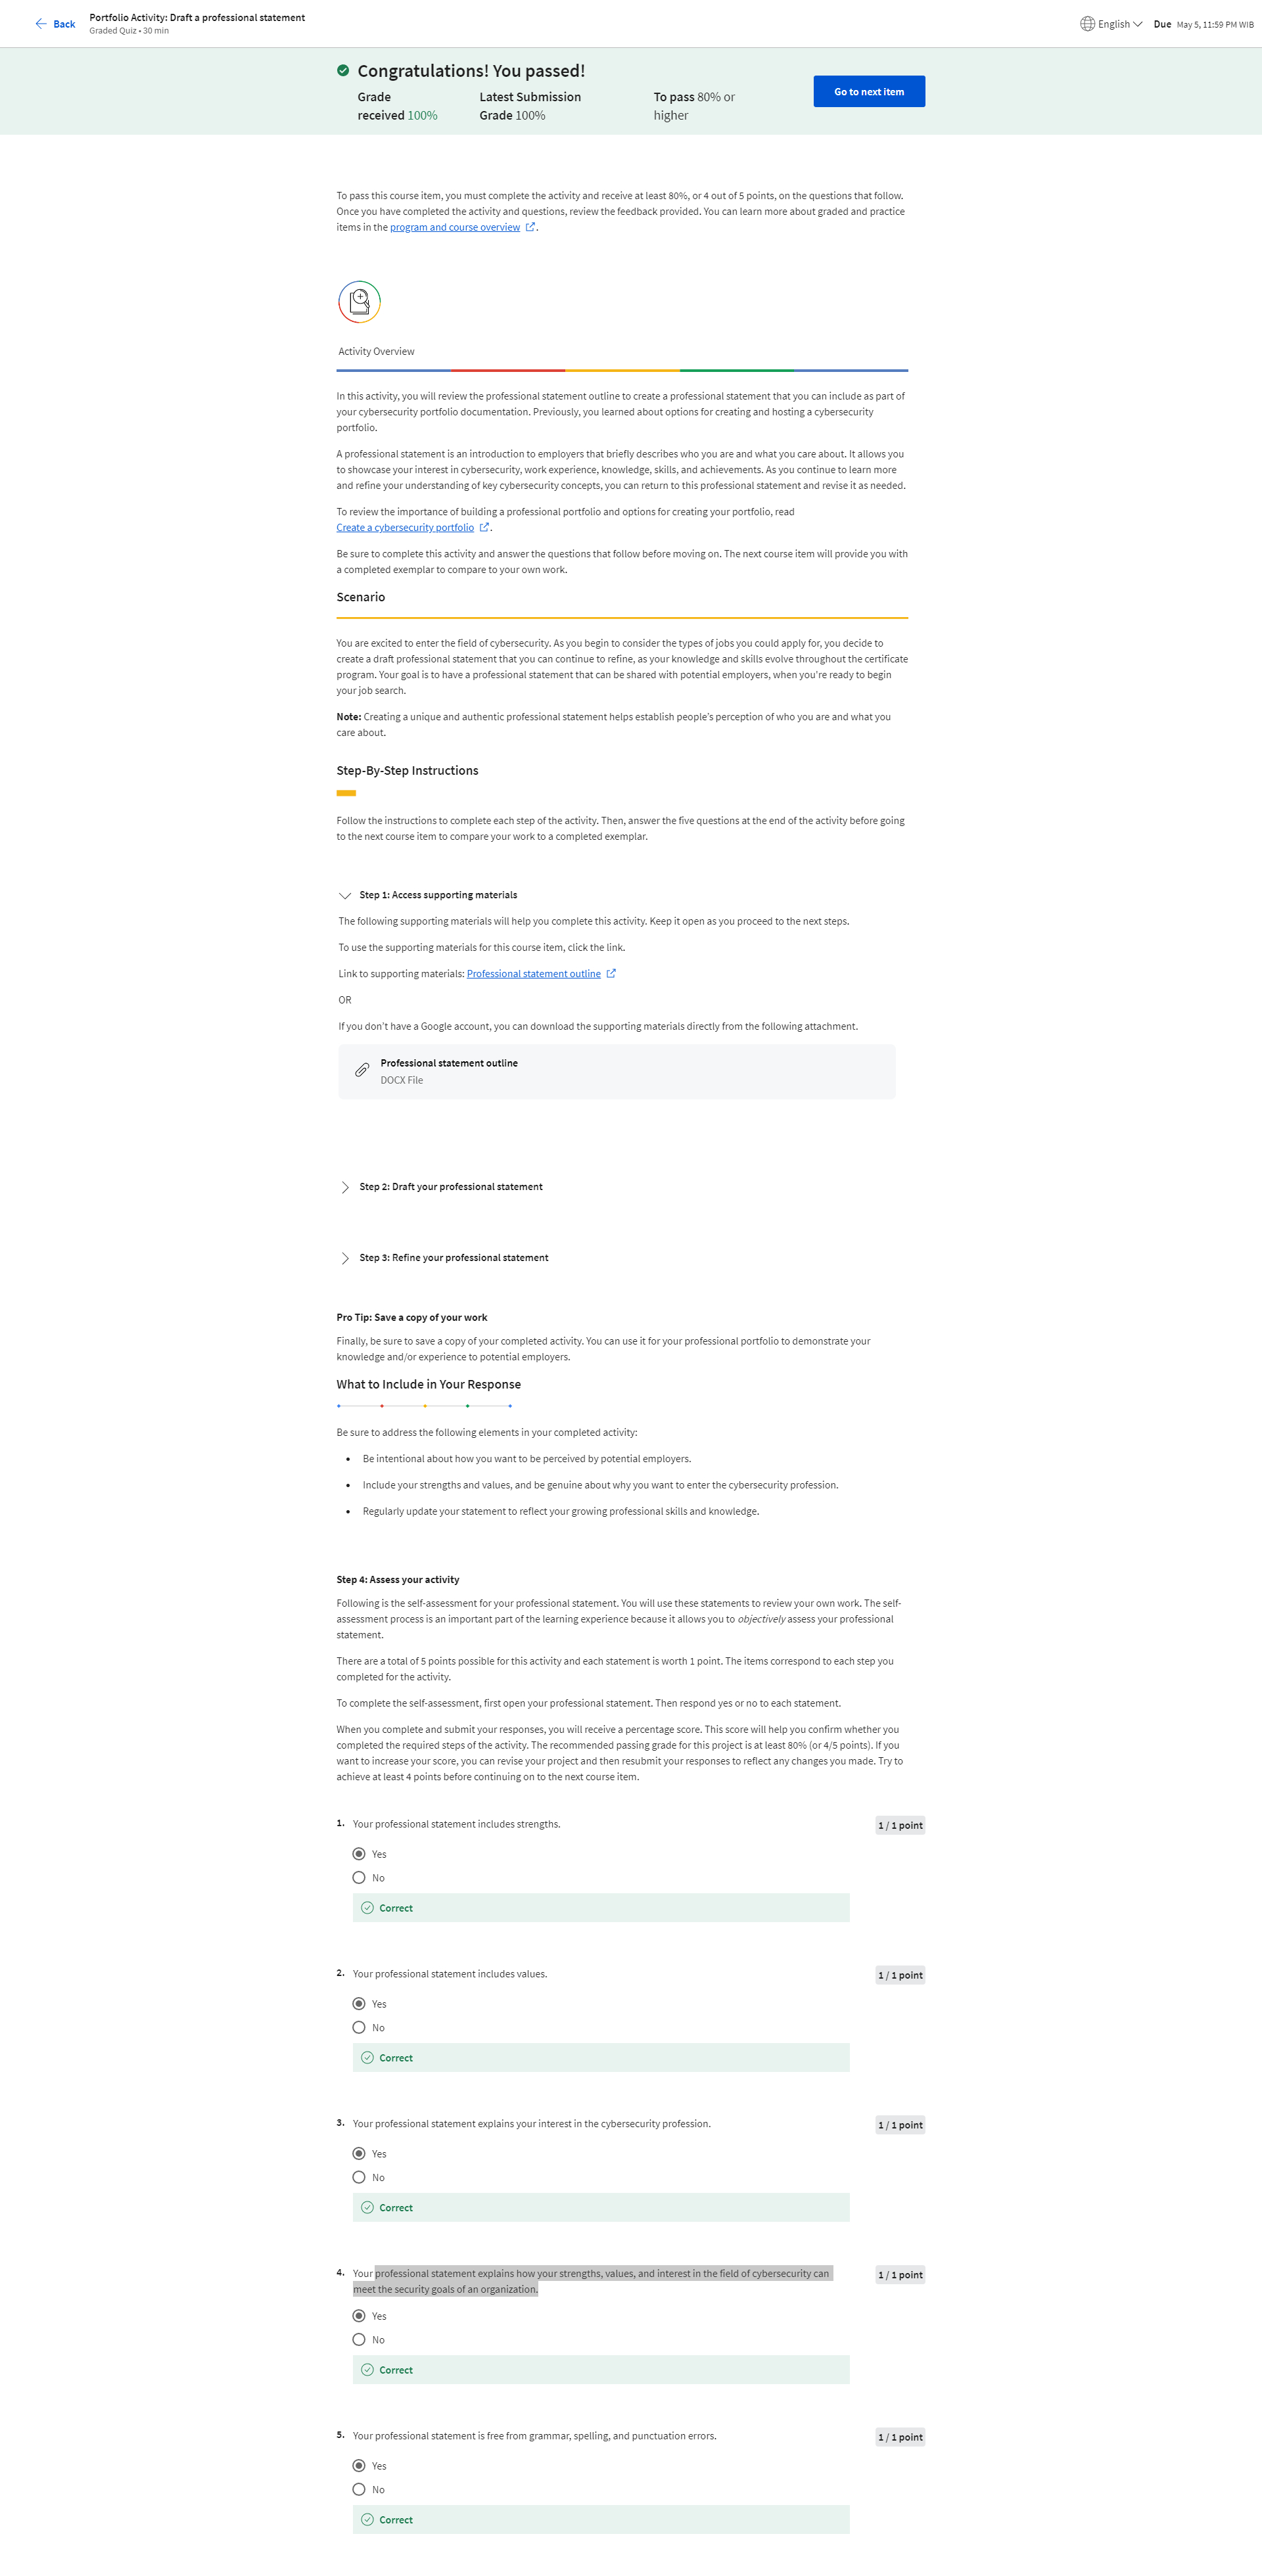 Back
Portfolio Activity: Draft a professional statement
Graded Quiz • 30 min
English
Due May 5, 11:59 PM WIB
Congratulations! You passed!
Grade received 100%
Latest Submission Grade 100%
To pass 80% or higher
Go to next item
To pass this course item, you must complete the activity and receive at least 80%, or 4 out of 5 points, on the questions that follow.
Once you have completed the activity and questions, review the feedback provided. You can learn more about graded and practice
items in the program and course overview.
Activity Overview
In this activity, you will review the professional statement outline to create a professional statement that you can include as part of
your cybersecurity portfolio documentation. Previously, you learned about options for creating and hosting a cybersecurity
portfolio.
A professional statement is an introduction to employers that briefly describes who you are and what you care about. It allows you
to showcase your interest in cybersecurity, work experience, knowledge, skills, and achievements. As you continue to learn more
and refine your understanding of key cybersecurity concepts, you can return to this professional statement and revise it as needed.
To review the importance of building a professional portfolio and options for creating your portfolio, read
Create a cybersecurity portfolio.
Be sure to complete this activity and answer the questions that follow before moving on. The next course item will provide you with
a completed exemplar to compare to your own work.
Scenario
You are excited to enter the field of cybersecurity. As you begin to consider the types of jobs you could apply for, you decide to
create a draft professional statement that you can continue to refine, as your knowledge and skills evolve throughout the certificate
program. Your goal is to have a professional statement that can be shared with potential employers, when you're ready to begin
your job search.
Note: Creating a unique and authentic professional statement helps establish people's perception of who you are and what you
care about.
Step-By-Step Instructions
Follow the instructions to complete each step of the activity. Then, answer the five questions at the end of the activity before going
to the next course item to compare your work to a completed exemplar.
Step 1: Access supporting materials
The following supporting materials will help you complete this activity. Keep it open as you proceed to the next steps.
To use the supporting materials for this course item, click the link.
Link to supporting materials: Professional statement outline
OR
If you don't have a Google account, you can download the supporting materials directly from the following attachment.
Professional statement outline
DOCX File
Step 2: Draft your professional statement
Step 3: Refine your professional statement
Pro Tip: Save a copy of your work
Finally, be sure to save a copy of your completed activity. You can use it for your professional portfolio to demonstrate your
knowledge and/or experience to potential employers.
What to Include in Your Response
Be sure to address the following elements in your completed activity:
• Be intentional about how you want to be perceived by potential employers.
• Include your strengths and values, and be genuine about why you want to enter the cybersecurity profession.
• Regularly update your statement to reflect your growing professional skills and knowledge.
Step 4: Assess your activity
Following is the self-assessment for your professional statement. You will use these statements to review your own work. The self-
assessment process is an important part of the learning experience because it allows you to objectively assess your professional
statement.
There are a total of 5 points possible for this activity and each statement is worth 1 point. The items correspond to each step you
completed for the activity.
To complete the self-assessment, first open your professional statement. Then respond yes or no to each statement.
When you complete and submit your responses, you will receive a percentage score. This score will help you confirm whether you
completed the required steps of the activity. The recommended passing grade for this project is at least 80% (or 4/5 points). If you
want to increase your score, you can revise your project and then resubmit your responses to reflect any changes you made. Try to
achieve at least 4 points before continuing on to the next course item.
1. Your professional statement includes strengths. 1 / 1 point
Yes
No
Correct
2. Your professional statement includes values. 1 / 1 point
Yes
No
Correct
3. Your professional statement explains your interest in the cybersecurity profession. 1 / 1 point
Yes
No
Correct
4. Your professional statement explains how your strengths, values, and interest in the field of cybersecurity can 1 / 1 point
meet the security goals of an organization.
Yes
No
Correct
5. Your professional statement is free from grammar, spelling, and punctuation errors. 1 / 1 point
Yes
No
Correct